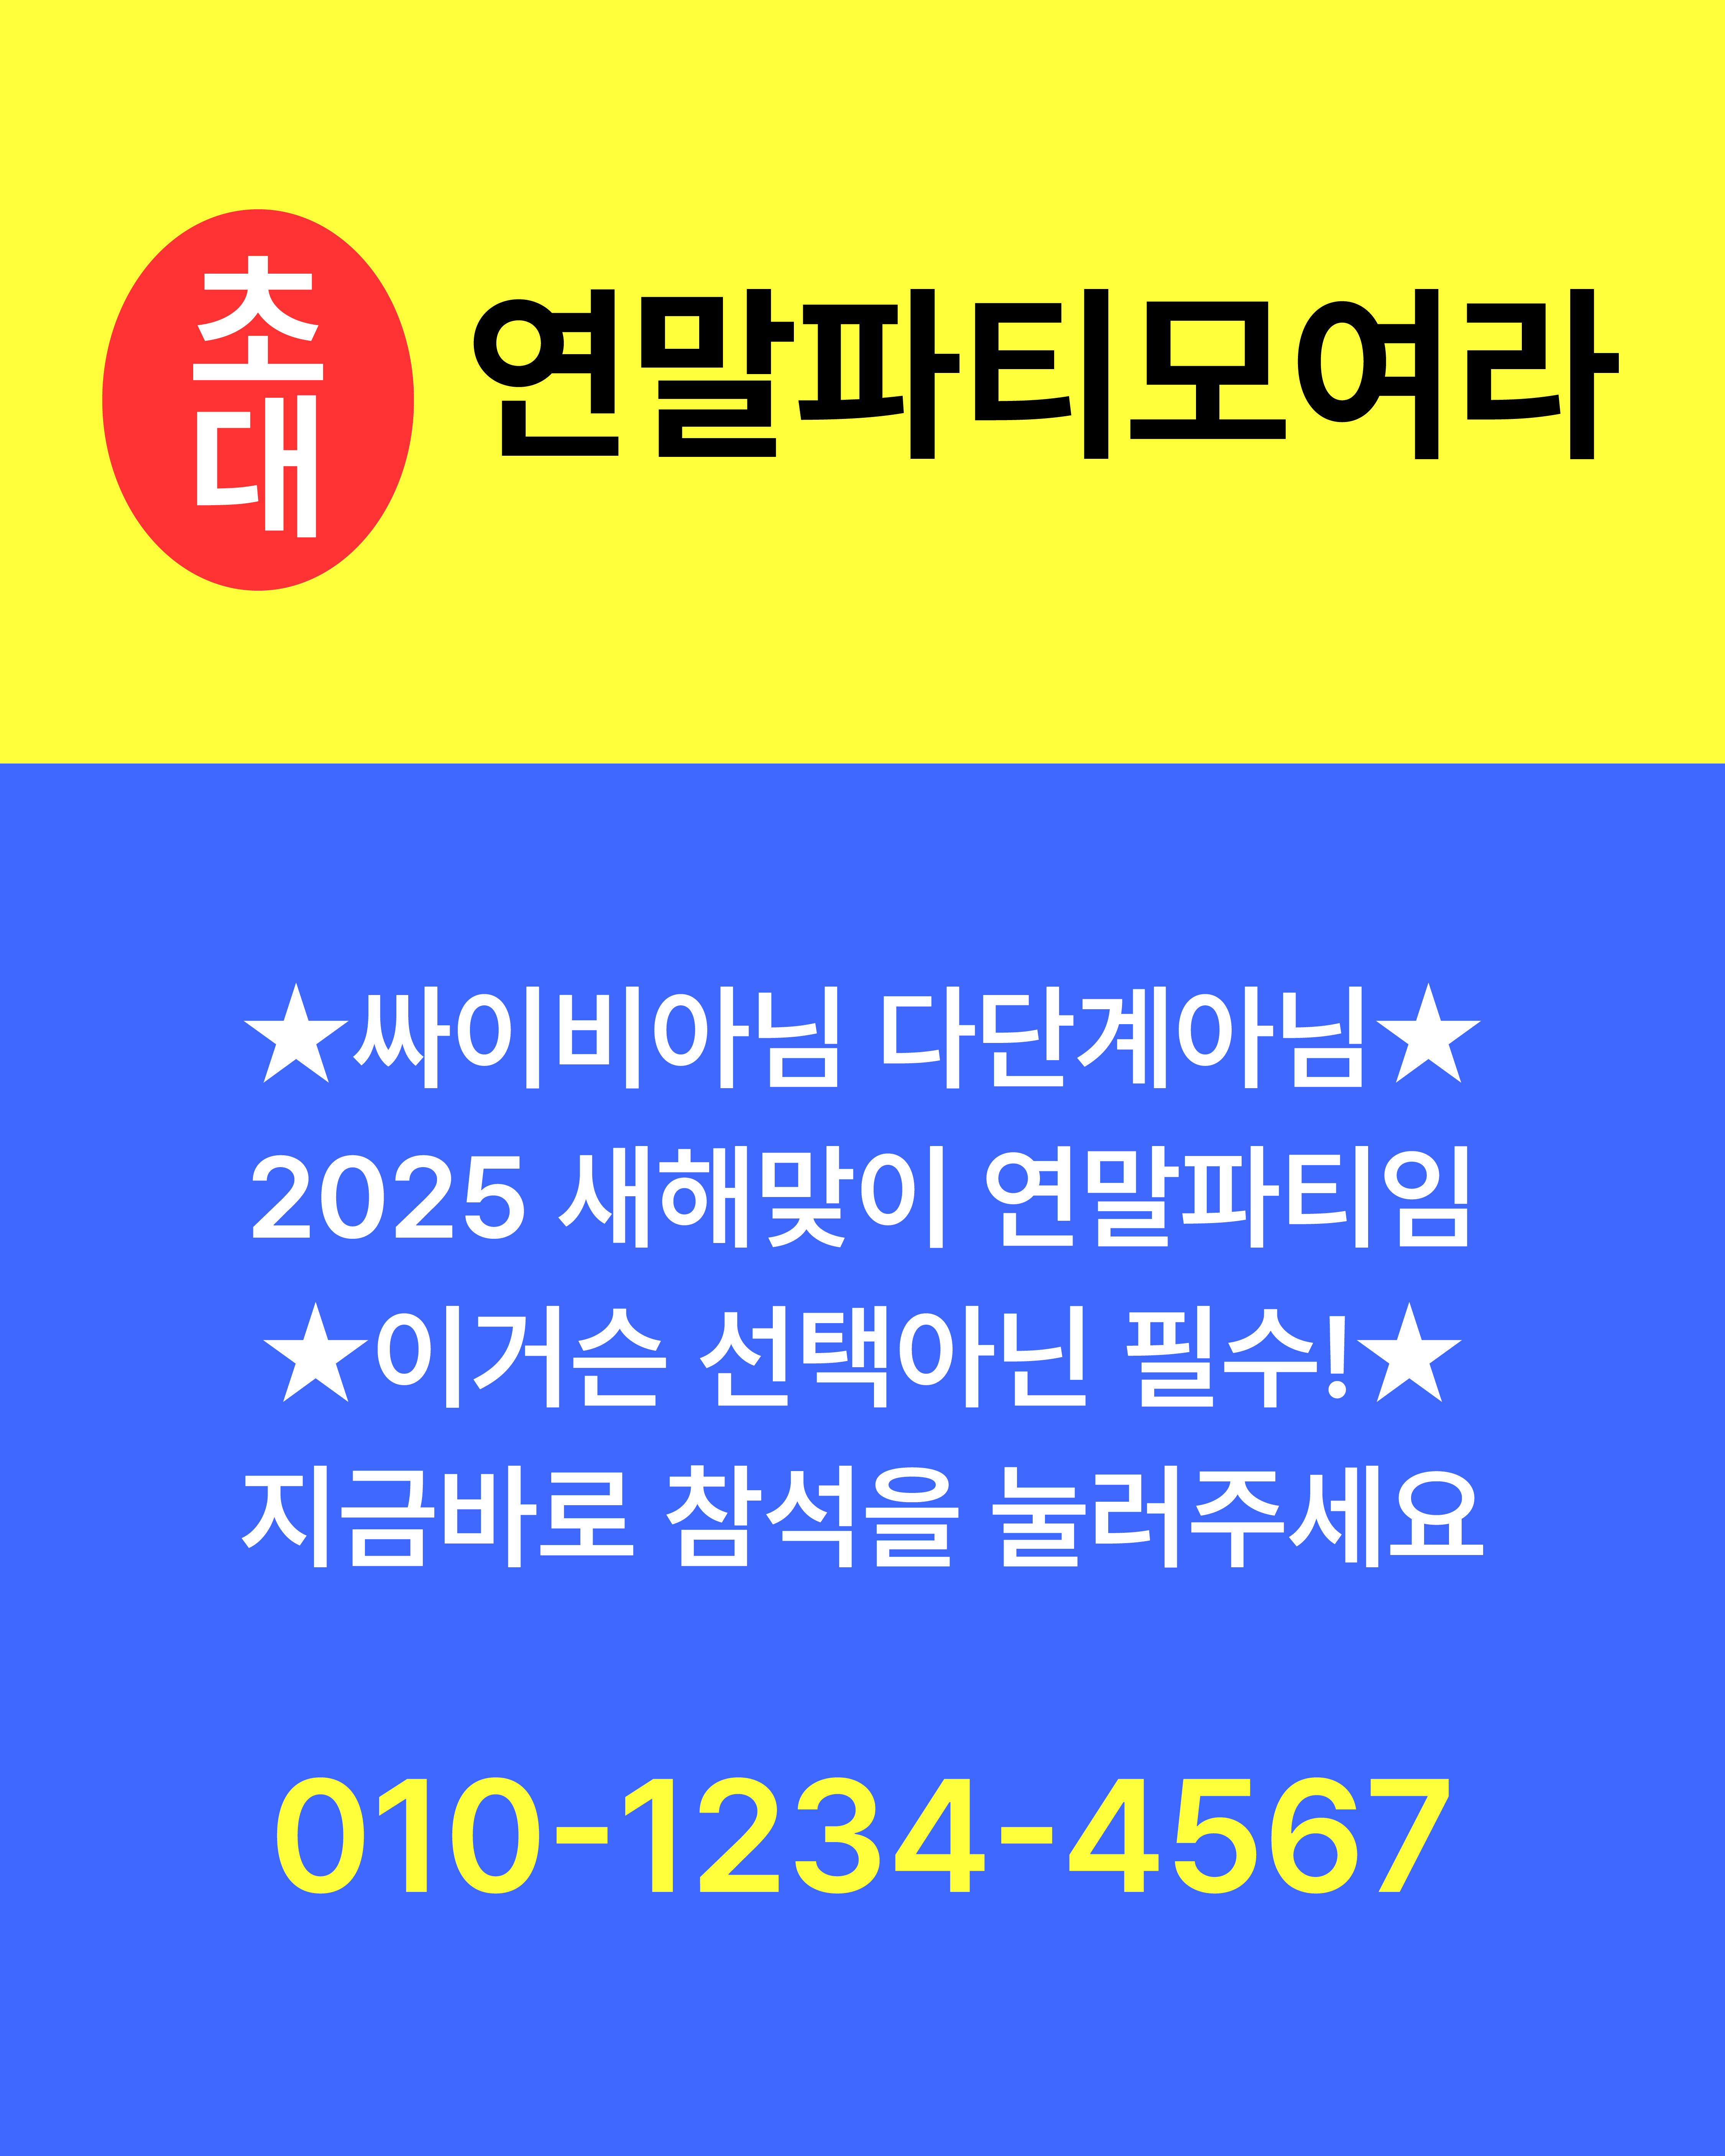 초대
연말파티모여라
★싸이비아님 다단계아님★
2025 새해맞이 연말파티임
★이거슨 선택아닌 필수!★
지금바로 참석을 눌러주세요
010-1234-4567